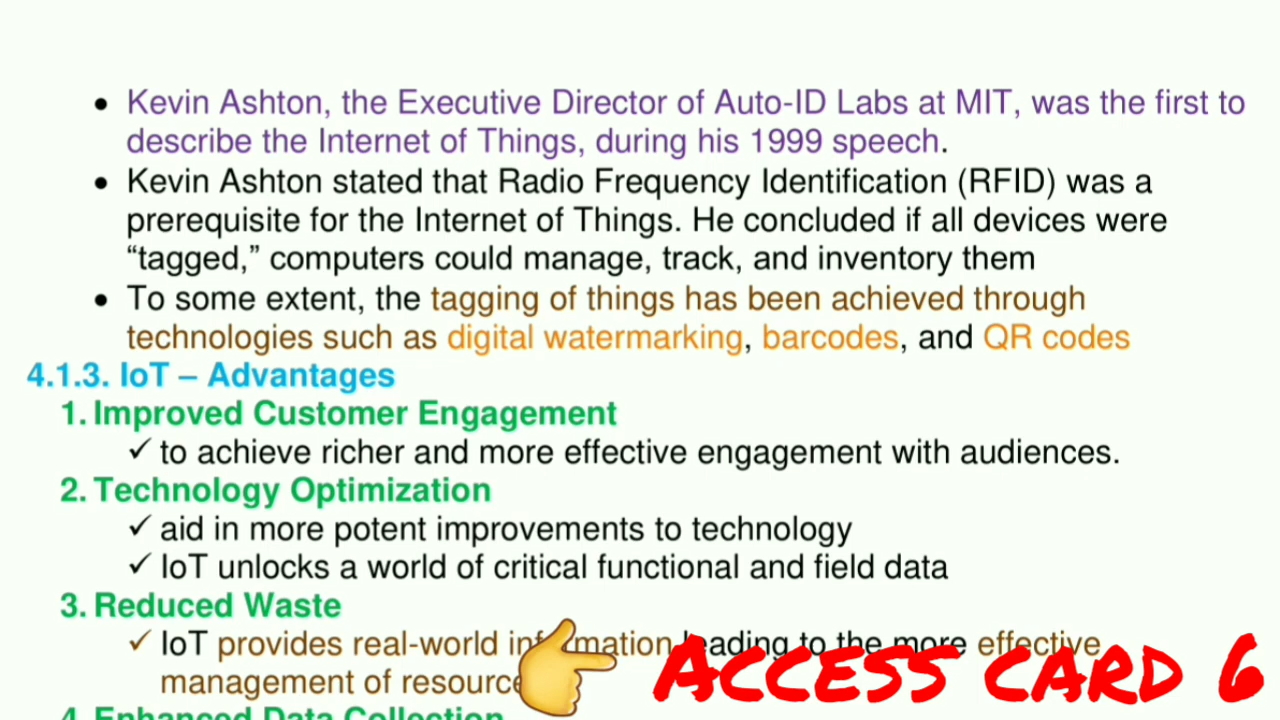 • Kevin Ashton, the Executive Director of Auto-ID Labs at MIT, was the first to
describe the Internet of Things, during his 1999 speech.
• Kevin Ashton stated that Radio Frequency Identification (RFID) was a
prerequisite for the Internet of Things. He concluded if all devices were
“tagged,” computers could manage, track, and inventory them
• To some extent, the tagging of things has been achieved through
technologies such as digital watermarking, barcodes, and QR codes
4.1.3. IoT – Advantages
1. Improved Customer Engagement
✓ to achieve richer and more effective engagement with audiences.
2. Technology Optimization
✓ aid in more potent improvements to technology
✓ IoT unlocks a world of critical functional and field data
3. Reduced Waste
✓ IoT provides real-world information leading to the more effective
management of resource
Access card 6
4. Enhanced Data Collection